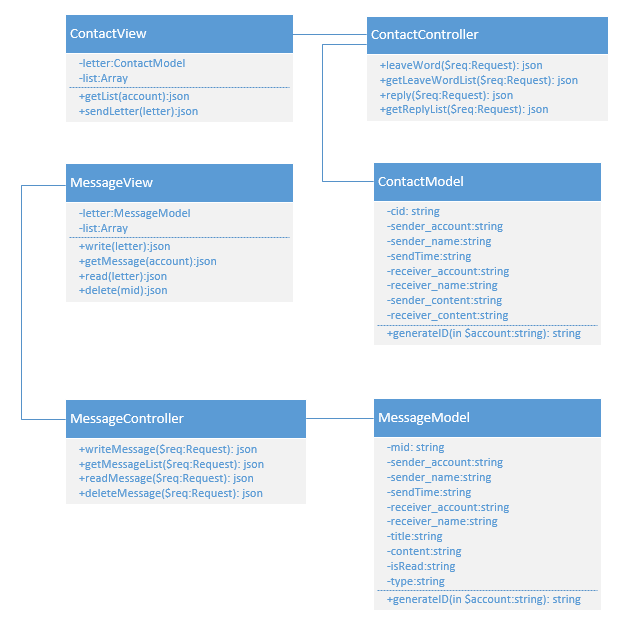 ContactView
-letter:ContactModel
-list:Array
+getList(account):json
+sendLetter(letter):json
ContactController
+leaveWord($req:Request): json
+getLeaveWordList($req:Request): json
+reply($req:Request): json
+getReplyList($req:Request): json
MessageView
-letter:MessageModel
-list:Array
+write(letter):json
+getMessage(account):json
+read(letter):json
+delete(mid):json
ContactModel
-cid: string
-sender_account:string
-sender_name:string
-sendTime:string
-receiver_account:string
-receiver_name:string
-sender_content:string
-receiver_content:string
+generateID(in $account:string): string
MessageController
+writeMessage($req:Request): json
+getMessageList($req:Request): json
+readMessage($req:Request): json
+deleteMessage($req:Request): json
MessageModel
-mid: string
-sender_account:string
-sender_name:string
-sendTime:string
-receiver_account:string
-receiver_name:string
-title:string
-content:string
-isRead:string
-type:string
+generateID(in $account:string): string